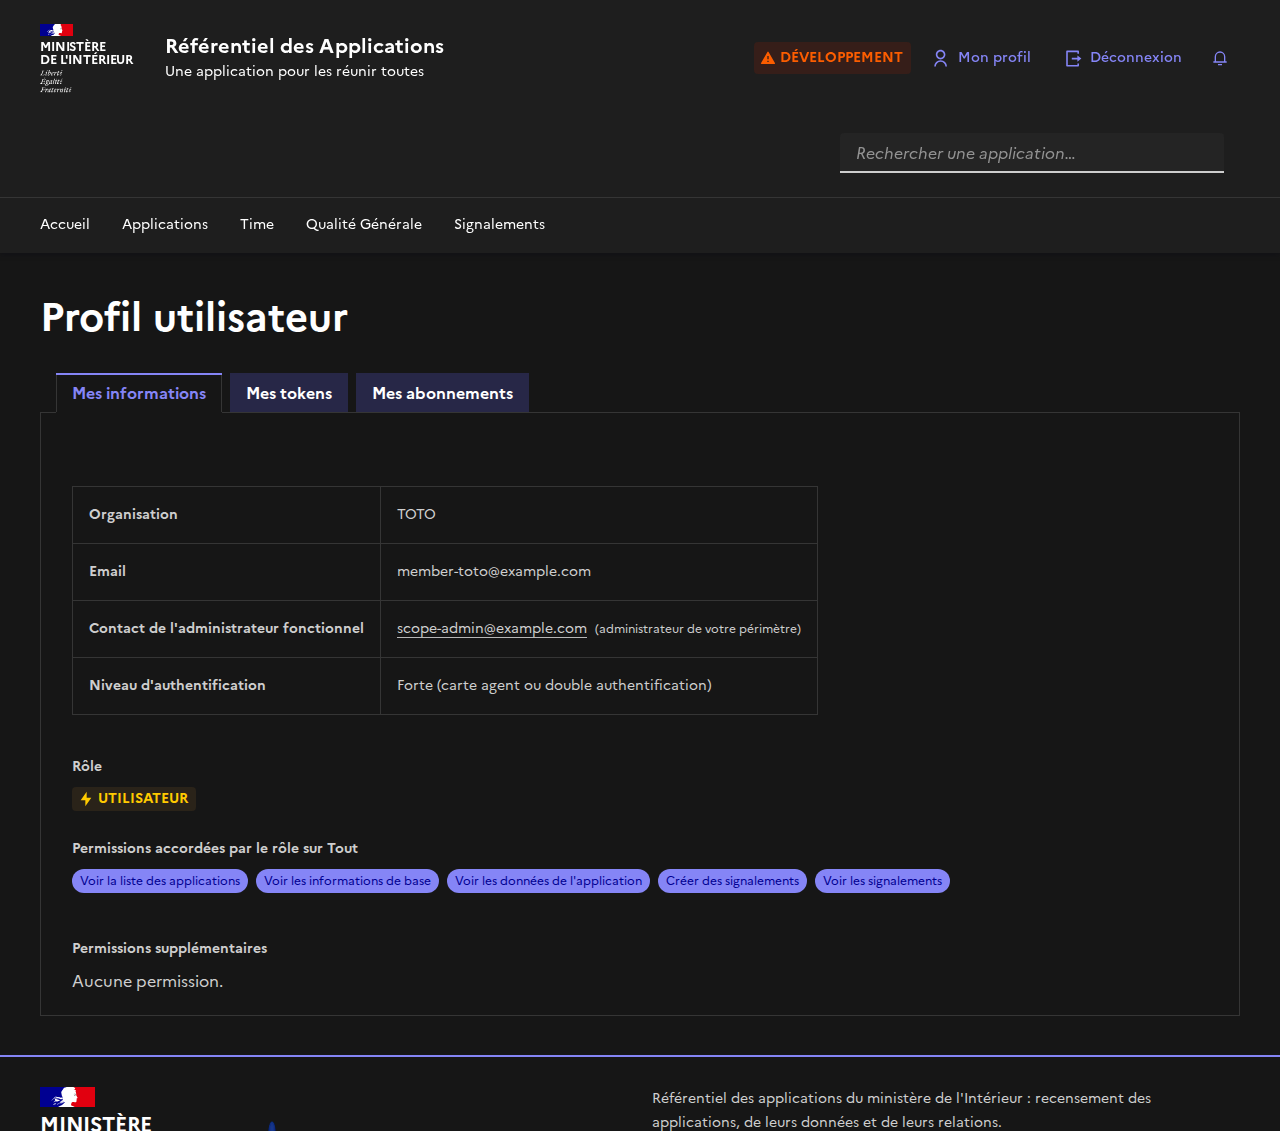 MINISTÈRE
DE L'INTÉRIEUR
Liberté
Égalité
Fraternité
Référentiel des Applications
Une application pour les réunir toutes
DÉVELOPPEMENT
Mon profil
Déconnexion
Rechercher une application...
Accueil
Applications
Time
Qualité Générale
Signalements
Profil utilisateur
Mes informations
Mes tokens
Mes abonnements
Organisation
TOTO
Email
member-toto@example.com
Contact de l'administrateur fonctionnel
scope-admin@example.com (administrateur de votre périmètre)
Niveau d'authentification
Forte (carte agent ou double authentification)
Rôle
UTILISATEUR
Permissions accordées par le rôle sur Tout
Voir la liste des applications
Voir les informations de base
Voir les données de l'application
Créer des signalements
Voir les signalements
Permissions supplémentaires
Aucune permission.
MINISTÈRE
Référentiel des applications du ministère de l'Intérieur : recensement des
applications, de leurs données et de leurs relations.